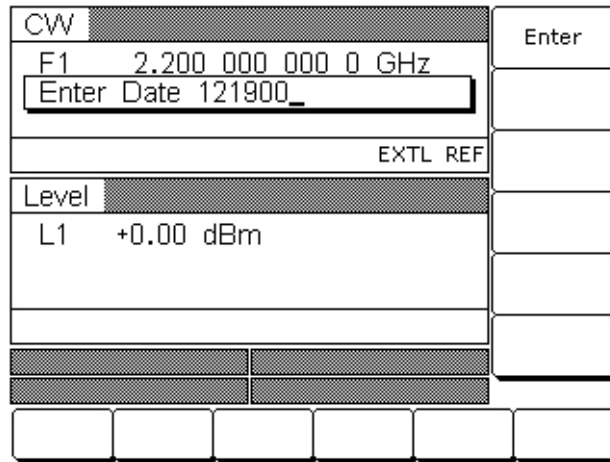 CW
Enter
F1 2.200 000 000 0 GHz
Enter Date 121900_
EXTL REF
Level
L1 +0.00 dBm